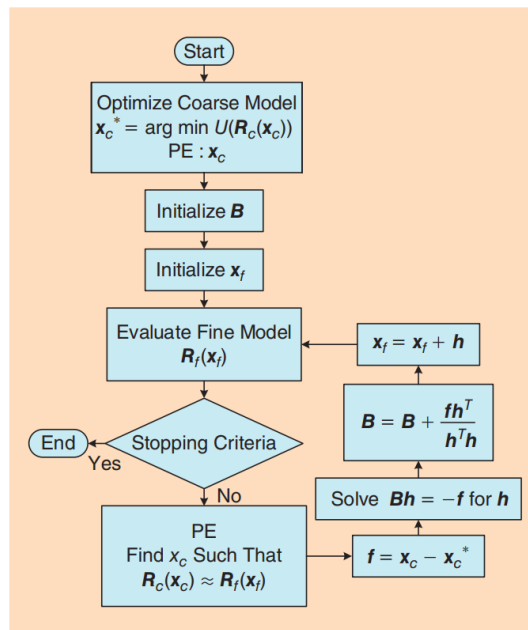 Start
Optimize Coarse Model
x_c* = arg min U(R_c(x_c))
PE : x_c
Initialize B
Initialize x_f
Evaluate Fine Model
R_f(x_f)
Stopping Criteria
End
Yes
No
PE
Find x_c Such That
R_c(x_c) ≈ R_f(x_f)
f = x_c − x_c*
Solve Bh = −f for h
B = B + fh^T / h^T h
x_f = x_f + h